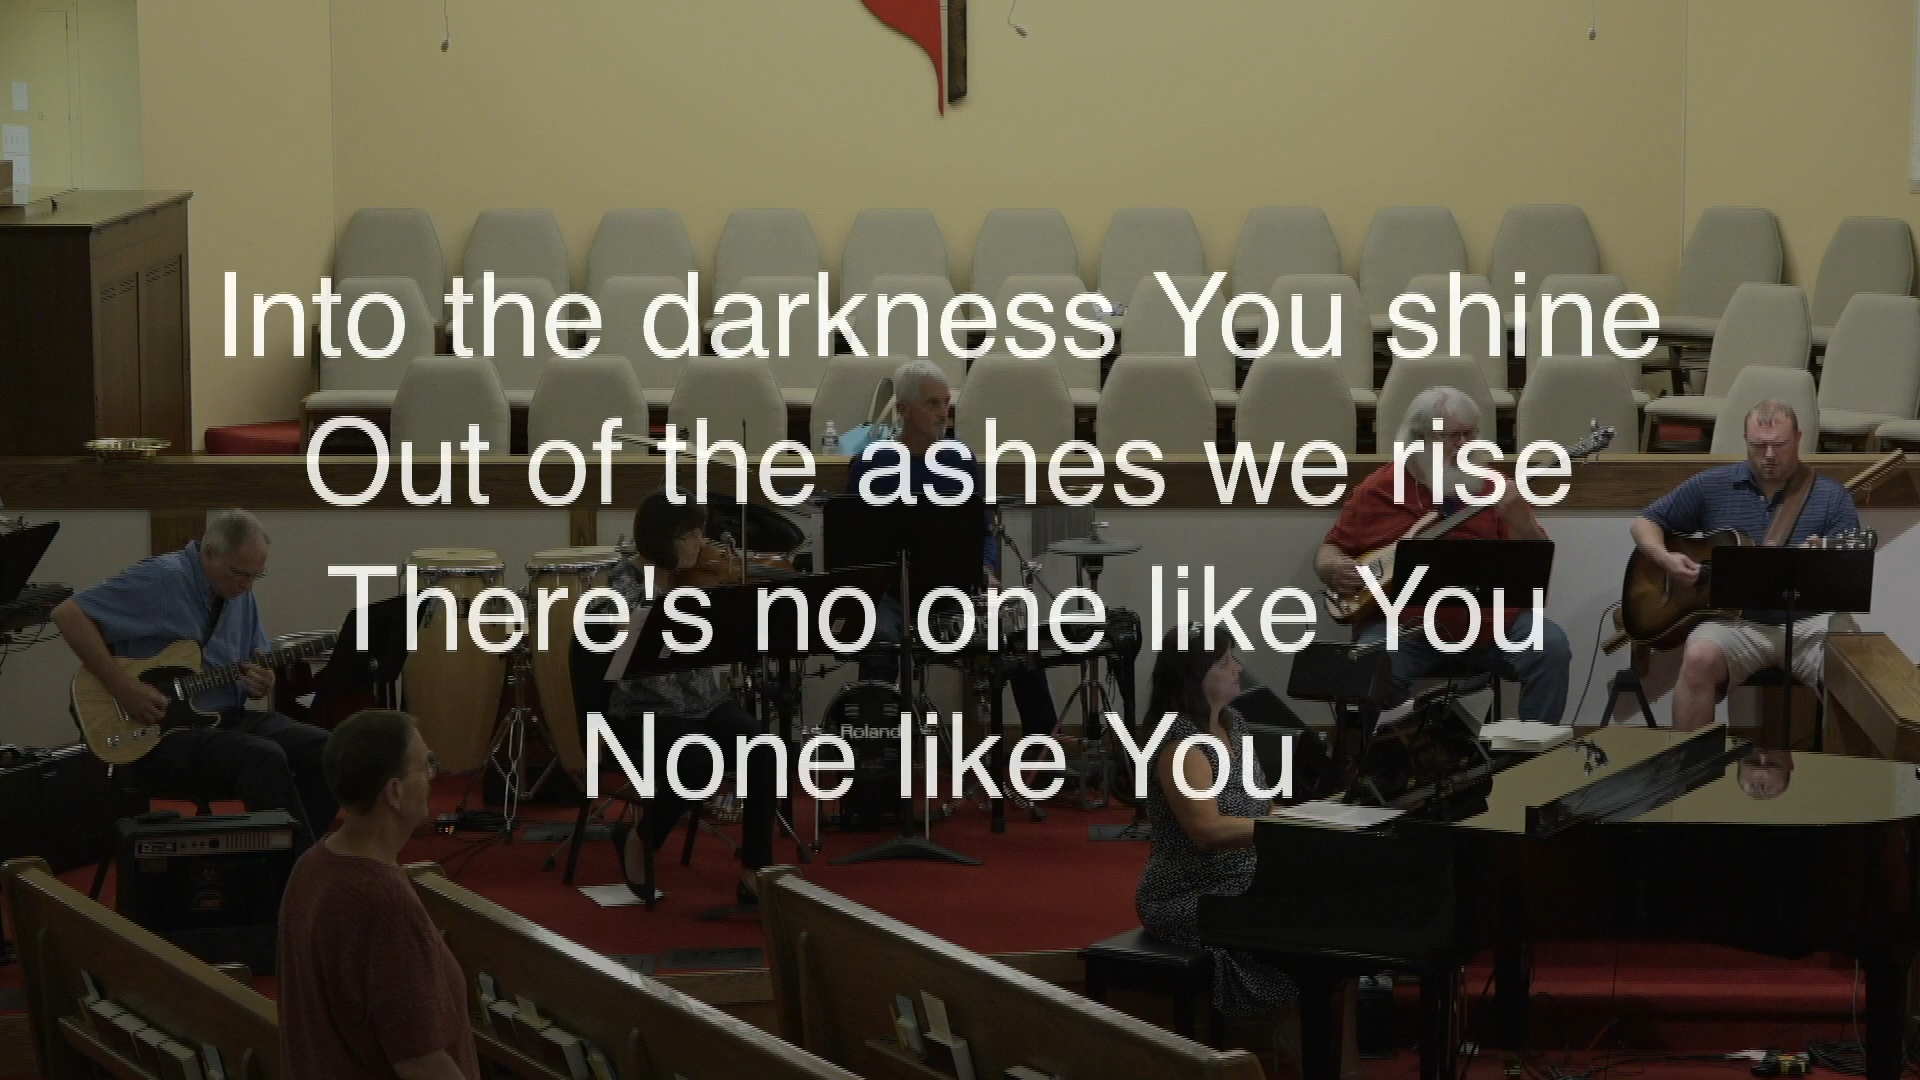 Into the darkness You shine
Out of the ashes we rise
There's no one like You
None like You
Roland